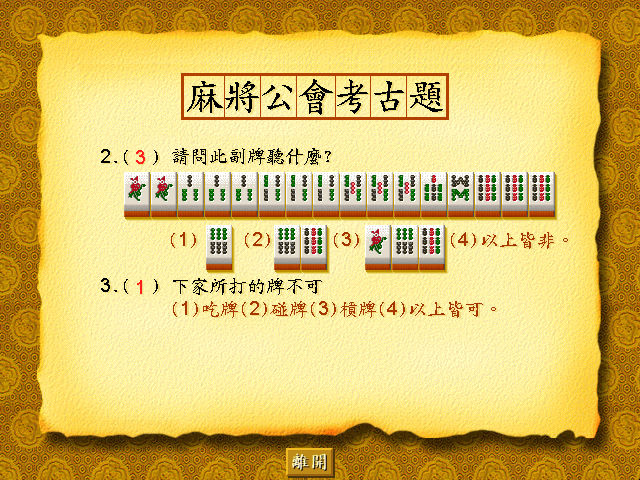 麻將公會考古題
2.( 3 ) 請問此副牌聽什麼?
(1) (2) (3) (4)以上皆非。
3.( 1 ) 下家所打的牌不可
(1)吃牌(2)碰牌(3)槓牌(4)以上皆可。
離開